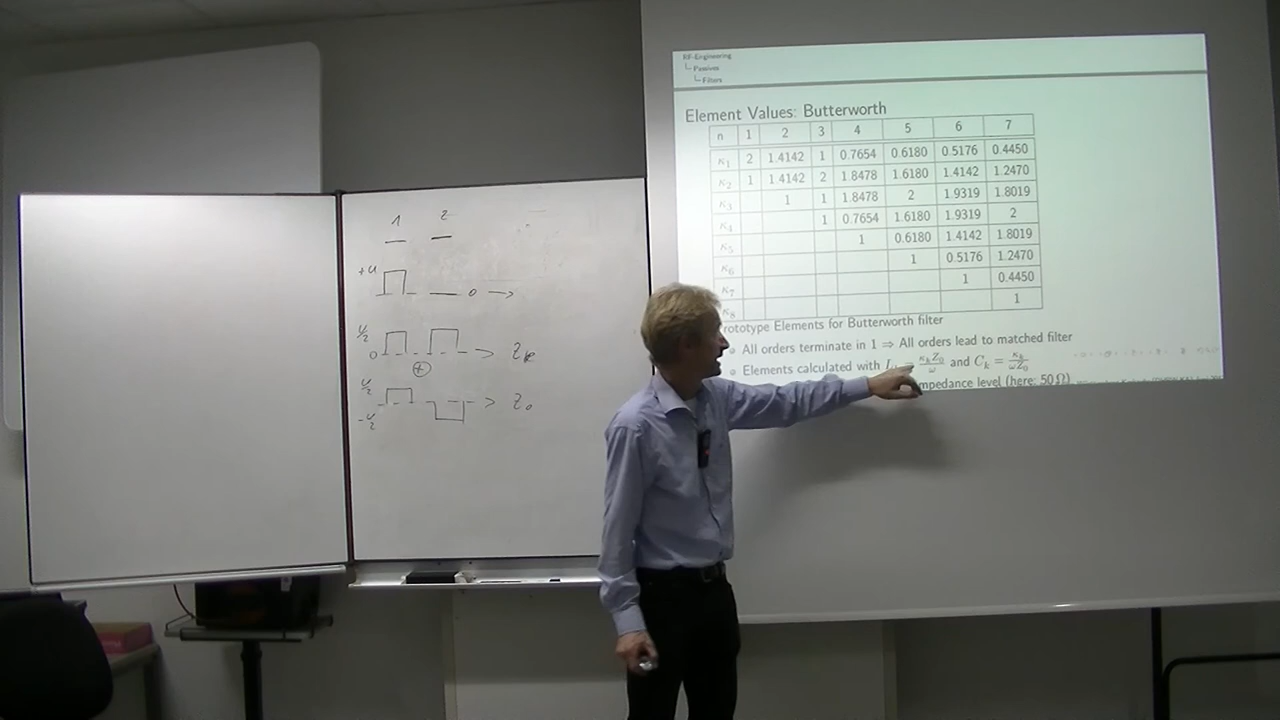 1 2
+U
0
U/2
0
Ze
+
U/2
-U/2
Zo
RF-Engineering
Passives
Filters
Element Values: Butterworth
n 1 2 3 4 5 6 7
κ1 2 1.4142 1 0.7654 0.6180 0.5176 0.4450
κ2 1 1.4142 2 1.8478 1.6180 1.4142 1.2470
κ3 1 1 1.8478 2 1.9319 1.8019
κ4 1 0.7654 1.6180 1.9319 2
κ5 1 0.6180 1.4142 1.8019
κ6 1 0.5176 1.2470
κ7 1 0.4450
κ8 1
Elements for Butterworth filter
All orders terminate in 1 ⇒ All orders lead to matched filter
Elements calculated with = κkZ0/ω and Ck = κk/ωZ0
impedance level (here: 50 Ω)